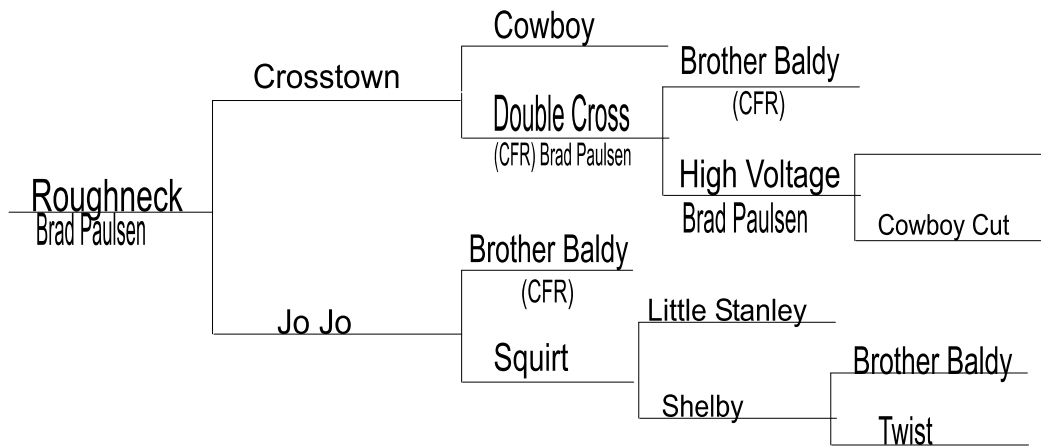 Cowboy
Brother Baldy
Crosstown
(CFR)
Double Cross
(CFR) Brad Paulsen
High Voltage
Roughneck
Brad Paulsen
Brad Paulsen
Cowboy Cut
Brother Baldy
(CFR)
Jo Jo
Little Stanley
Squirt
Brother Baldy
Shelby
Twist